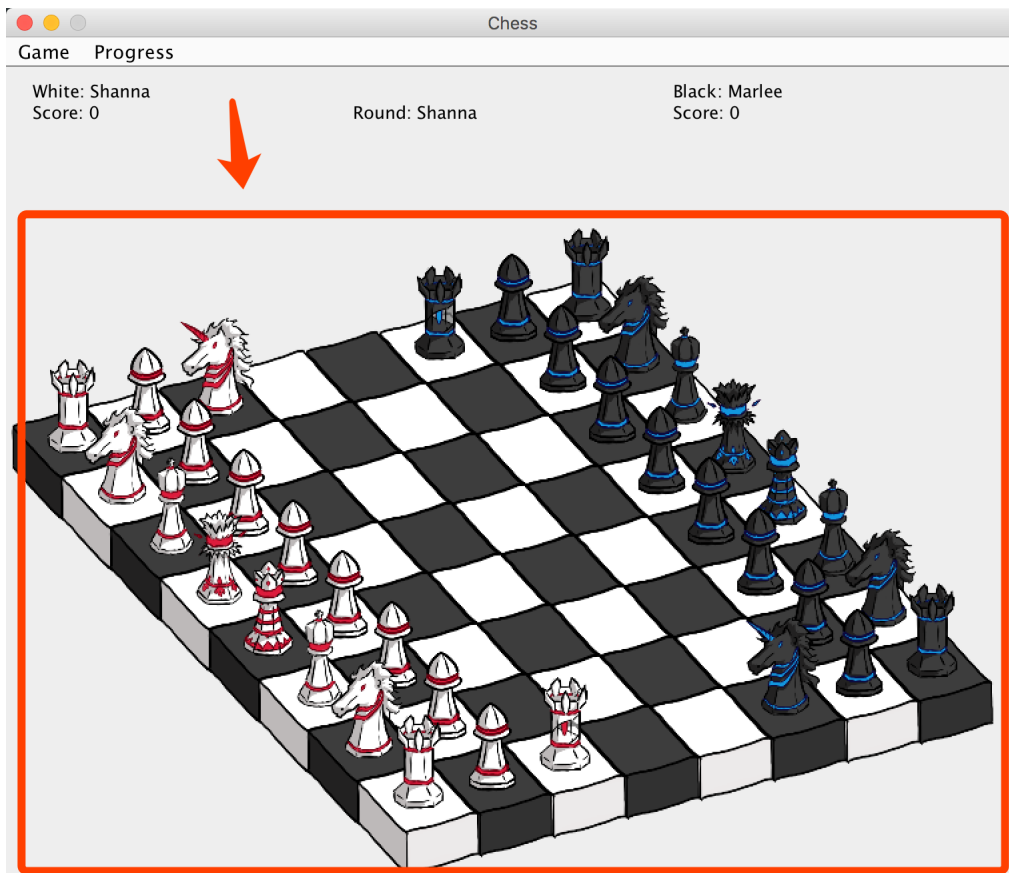 Chess
Game Progress
White: Shanna
Score: 0
Round: Shanna
Black: Marlee
Score: 0